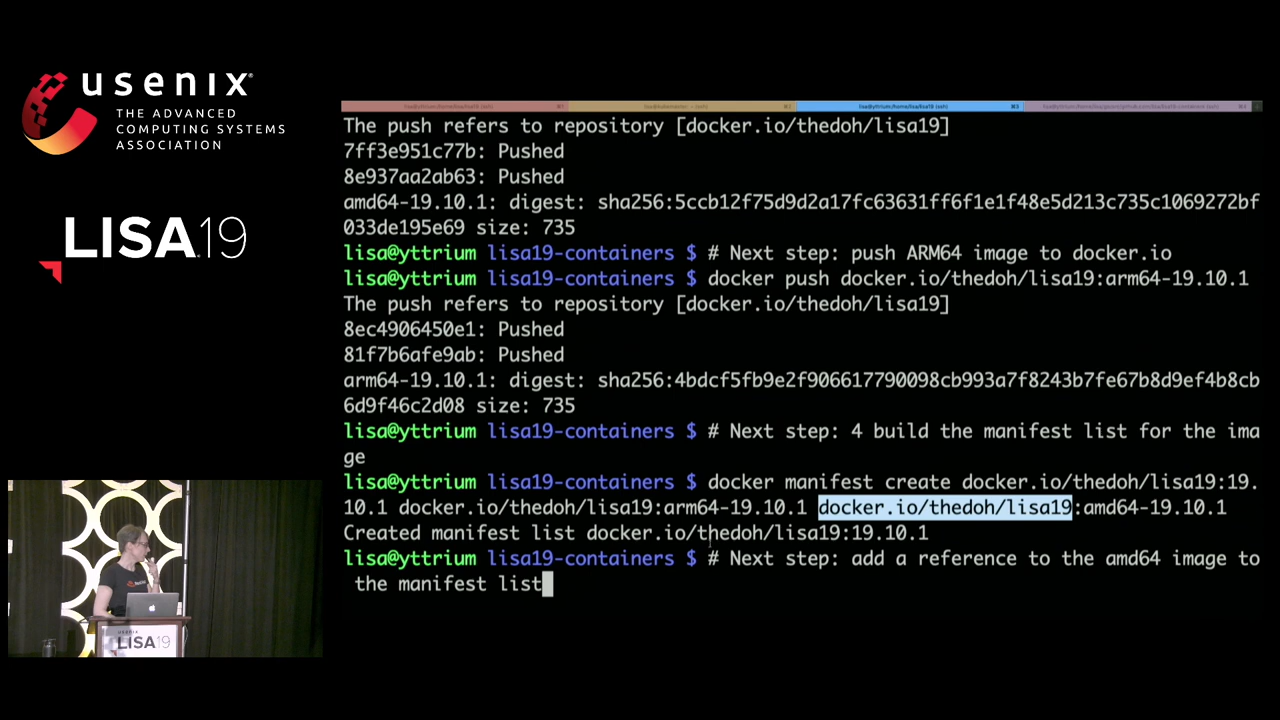 usenix
THE ADVANCED
COMPUTING SYSTEMS
ASSOCIATION
LISA19
The push refers to repository [docker.io/thedoh/lisa19]
7ff3e951c77b: Pushed
8e937aa2ab63: Pushed
amd64-19.10.1: digest: sha256:5ccb12f75d9d2a17fc63631ff6f1e1f48e5d213c735c1069272bf
033de195e69 size: 735
lisa@yttrium lisa19-containers $ # Next step: push ARM64 image to docker.io
lisa@yttrium lisa19-containers $ docker push docker.io/thedoh/lisa19:arm64-19.10.1
The push refers to repository [docker.io/thedoh/lisa19]
8ec4906450e1: Pushed
81f7b6afe9ab: Pushed
arm64-19.10.1: digest: sha256:4bdcf5fb9e2f906617790098cb993a7f8243b7fe67b8d9ef4b8cb
6d9f46c2d08 size: 735
lisa@yttrium lisa19-containers $ # Next step: 4 build the manifest list for the ima
ge
lisa@yttrium lisa19-containers $ docker manifest create docker.io/thedoh/lisa19:19.
10.1 docker.io/thedoh/lisa19:arm64-19.10.1 docker.io/thedoh/lisa19:amd64-19.10.1
Created manifest list docker.io/thedoh/lisa19:19.10.1
lisa@yttrium lisa19-containers $ # Next step: add a reference to the amd64 image to
the manifest list
usenix
LISA19